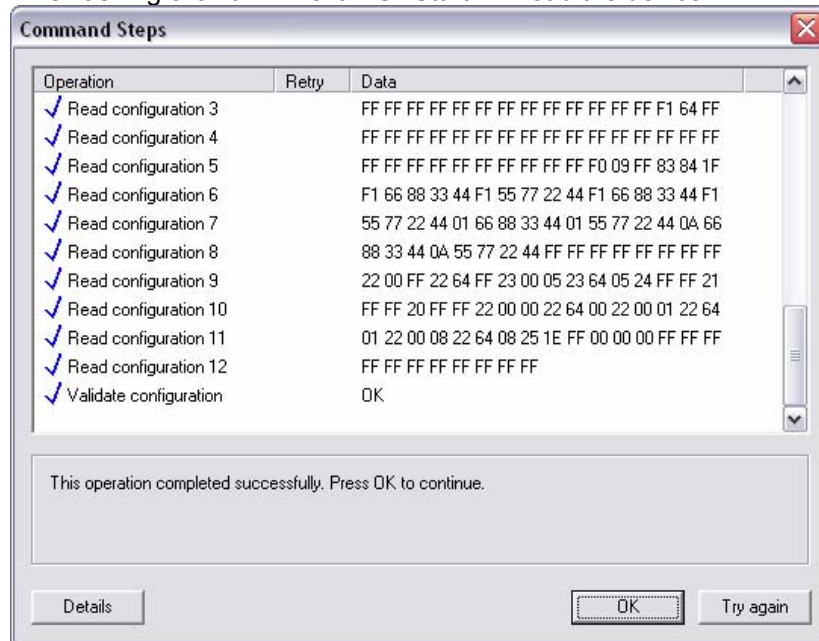 Command Steps
Operation Retry Data
Read configuration 3 FF FF FF FF FF FF FF FF FF FF FF FF FF F1 64 FF
Read configuration 4 FF FF FF FF FF FF FF FF FF FF FF FF FF FF FF FF
Read configuration 5 FF FF FF FF FF FF FF FF FF FF F0 09 FF 83 84 1F
Read configuration 6 F1 66 88 33 44 F1 55 77 22 44 F1 66 88 33 44 F1
Read configuration 7 55 77 22 44 01 66 88 33 44 01 55 77 22 44 0A 66
Read configuration 8 88 33 44 0A 55 77 22 44 FF FF FF FF FF FF FF FF
Read configuration 9 22 00 FF 22 64 FF 23 00 05 23 64 05 24 FF FF 21
Read configuration 10 FF FF 20 FF FF 22 00 00 22 64 00 22 00 01 22 64
Read configuration 11 01 22 00 08 22 64 08 25 1E FF 00 00 00 FF FF FF
Read configuration 12 FF FF FF FF FF FF FF FF
Validate configuration OK
This operation completed successfully. Press OK to continue.
Details OK Try again